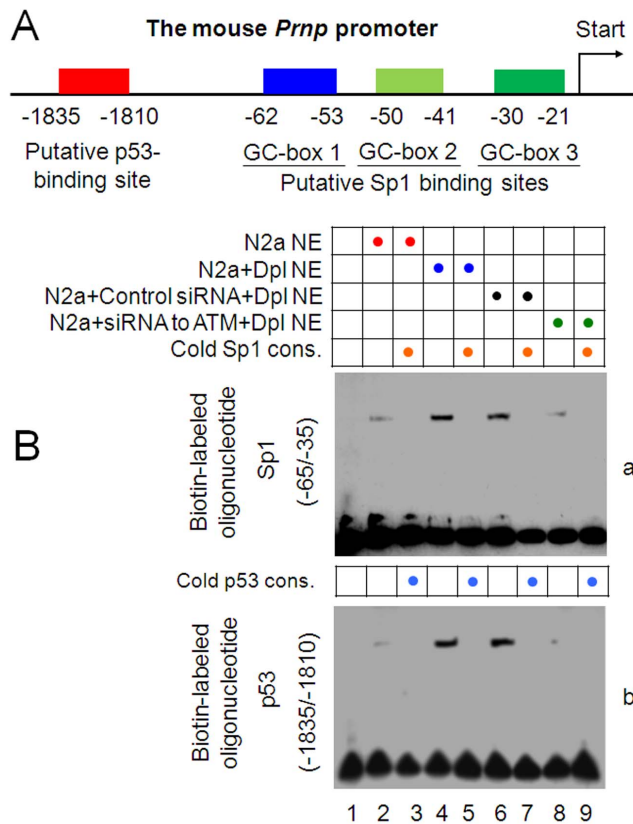 A
The mouse Prnp promoter
Start
-1835 -1810 -62 -53 -50 -41 -30 -21
Putative p53-
binding site
GC-box 1 GC-box 2 GC-box 3
Putative Sp1 binding sites
N2a NE
N2a+Dpl NE
N2a+Control siRNA+Dpl NE
N2a+siRNA to ATM+Dpl NE
Cold Sp1 cons.
B
Biotin-labeled
oligonucleotide
Sp1
(-65/-35)
a
Cold p53 cons.
Biotin-labeled
oligonucleotide
p53
(-1835/-1810)
b
1 2 3 4 5 6 7 8 9